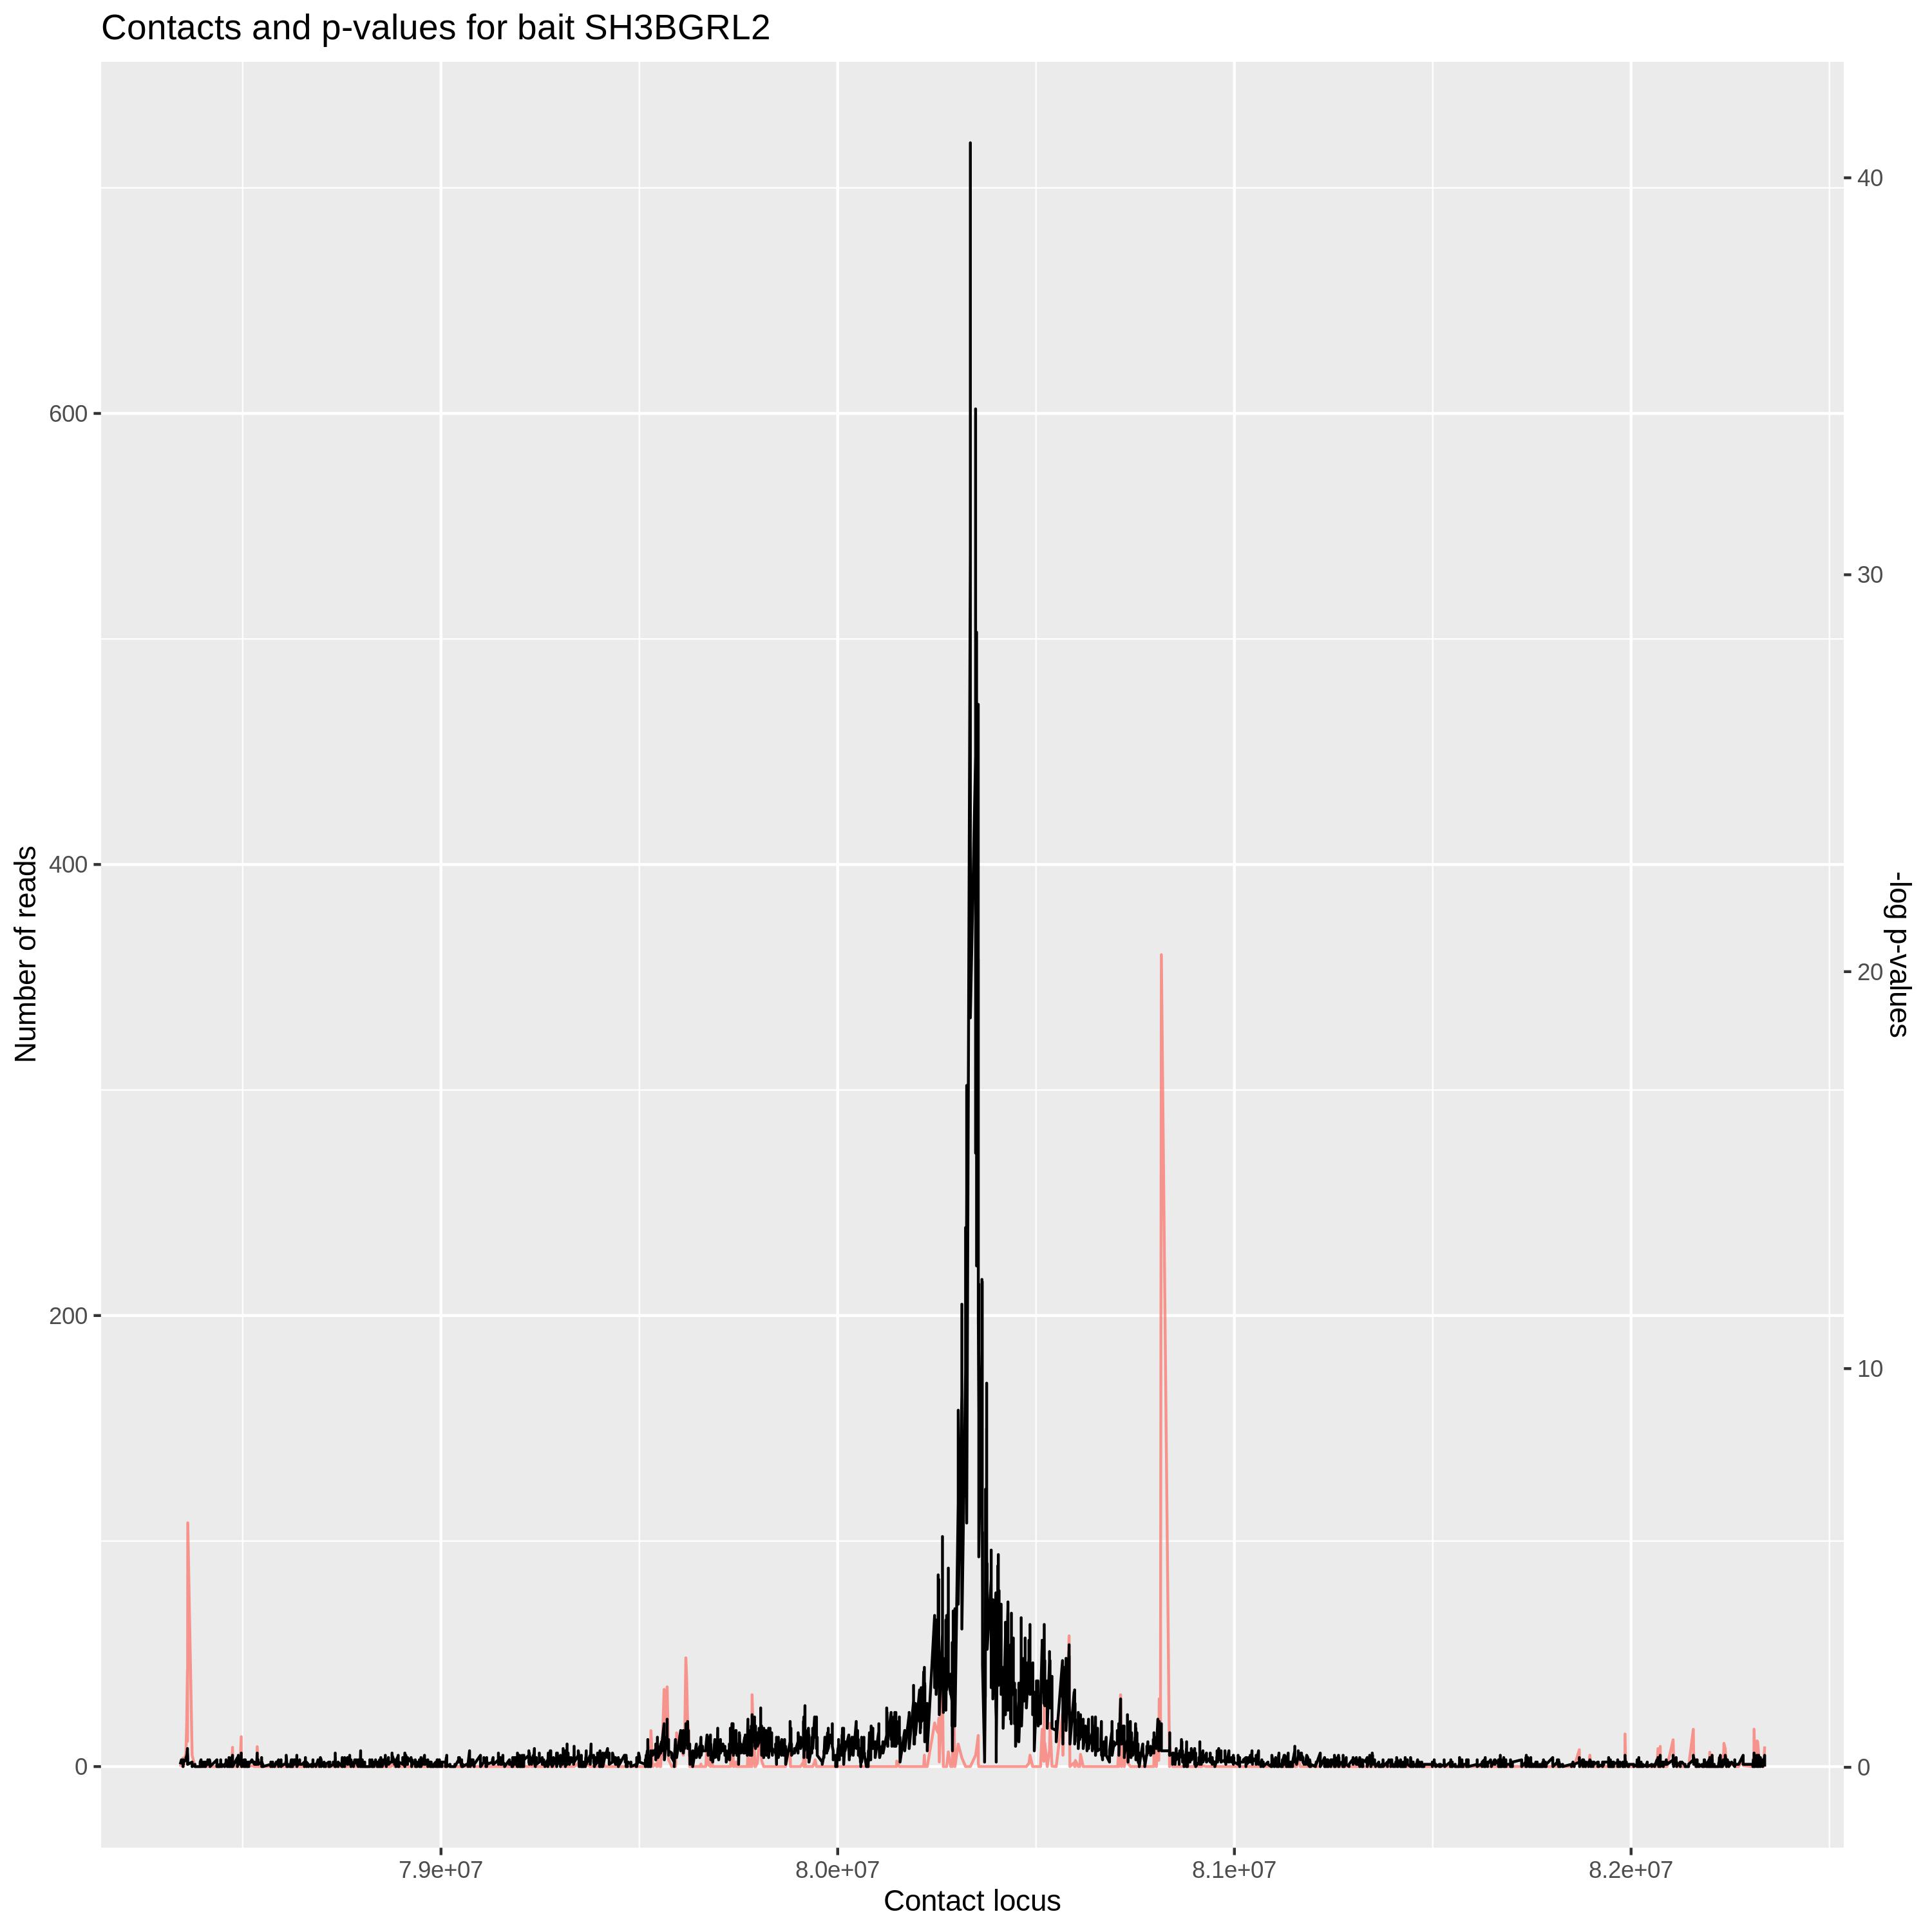 Contacts and p-values for bait SH3BGRL2
Number of reads
600
400
200
0
40
30
20
10
0
-log p-values
7.9e+07
8.0e+07
8.1e+07
8.2e+07
Contact locus